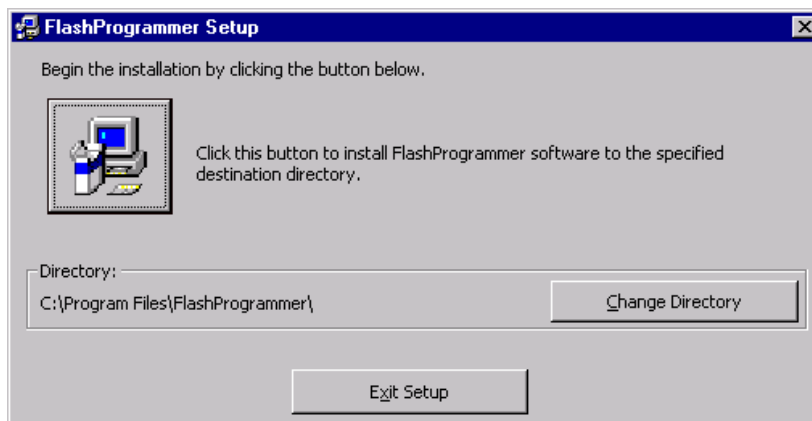 FlashProgrammer Setup
Begin the installation by clicking the button below.
Click this button to install FlashProgrammer software to the specified
destination directory.
Directory:
C:\Program Files\FlashProgrammer\
Change Directory
Exit Setup